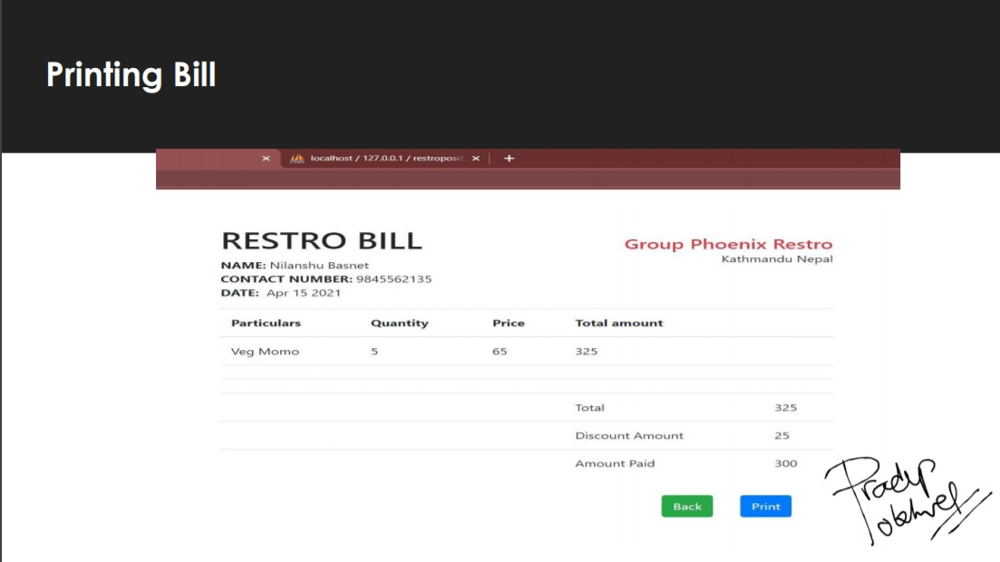 Printing Bill
localhost / 127.0.0.1 / restroposd
RESTRO BILL
Group Phoenix Restro
Kathmandu Nepal
NAME: Nilanshu Basnet
CONTACT NUMBER: 9845562135
DATE: Apr 15 2021
Particulars Quantity Price Total amount
Veg Momo 5 65 325
Total 325
Discount Amount 25
Amount Paid 300
Back Print